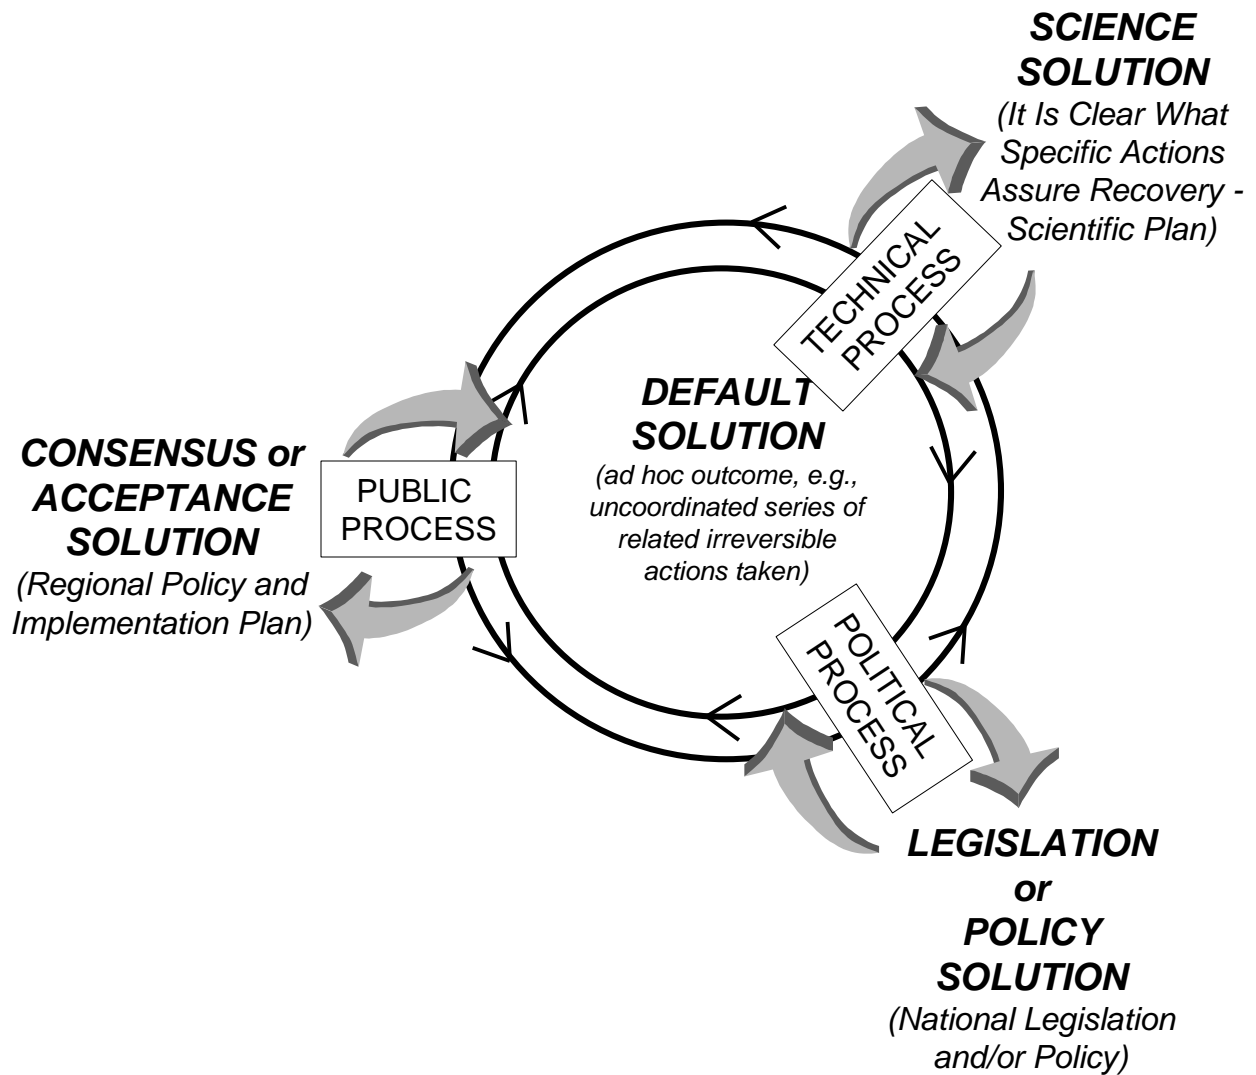 SCIENCE
SOLUTION
(It Is Clear What
Specific Actions
Assure Recovery -
Scientific Plan)
TECHNICAL
PROCESS
DEFAULT
SOLUTION
(ad hoc outcome, e.g.,
uncoordinated series of
related irreversible
actions taken)
CONSENSUS or
ACCEPTANCE
SOLUTION
(Regional Policy and
Implementation Plan)
PUBLIC
PROCESS
POLITICAL
PROCESS
LEGISLATION
or
POLICY
SOLUTION
(National Legislation
and/or Policy)